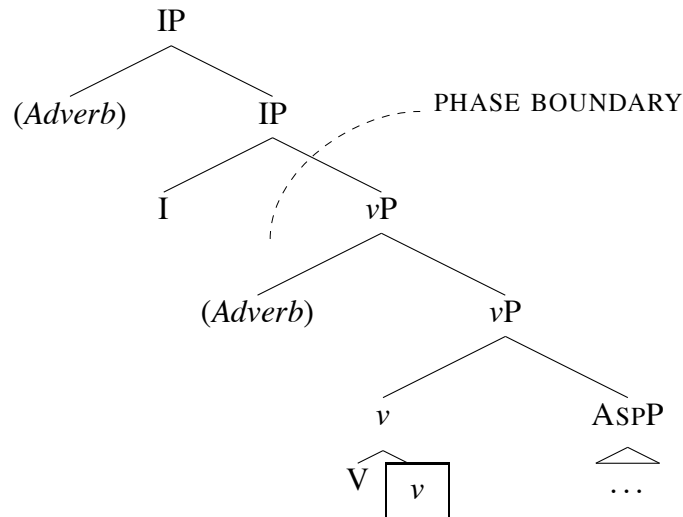 IP
(Adverb) IP
PHASE BOUNDARY
I vP
(Adverb) vP
v ASPP
V v ...